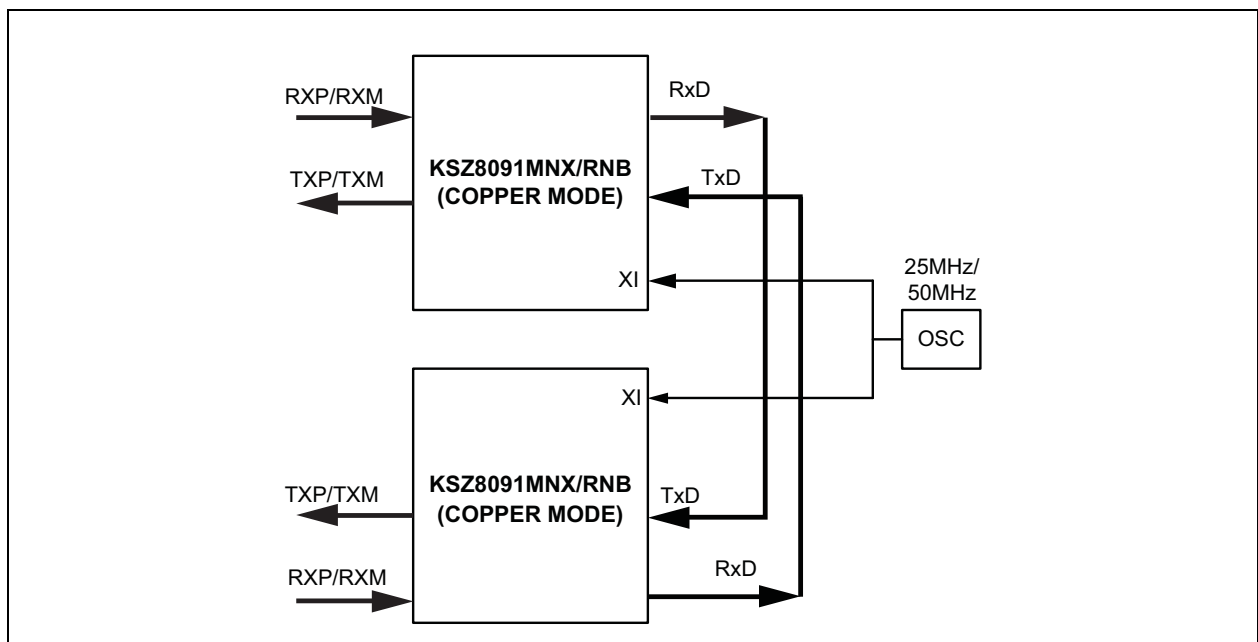 RXP/RXM
RxD
KSZ8091MNX/RNB
(COPPER MODE)
TXP/TXM
TxD
XI
25MHz/
50MHz
OSC
XI
KSZ8091MNX/RNB
(COPPER MODE)
TXP/TXM
TxD
RXP/RXM
RxD